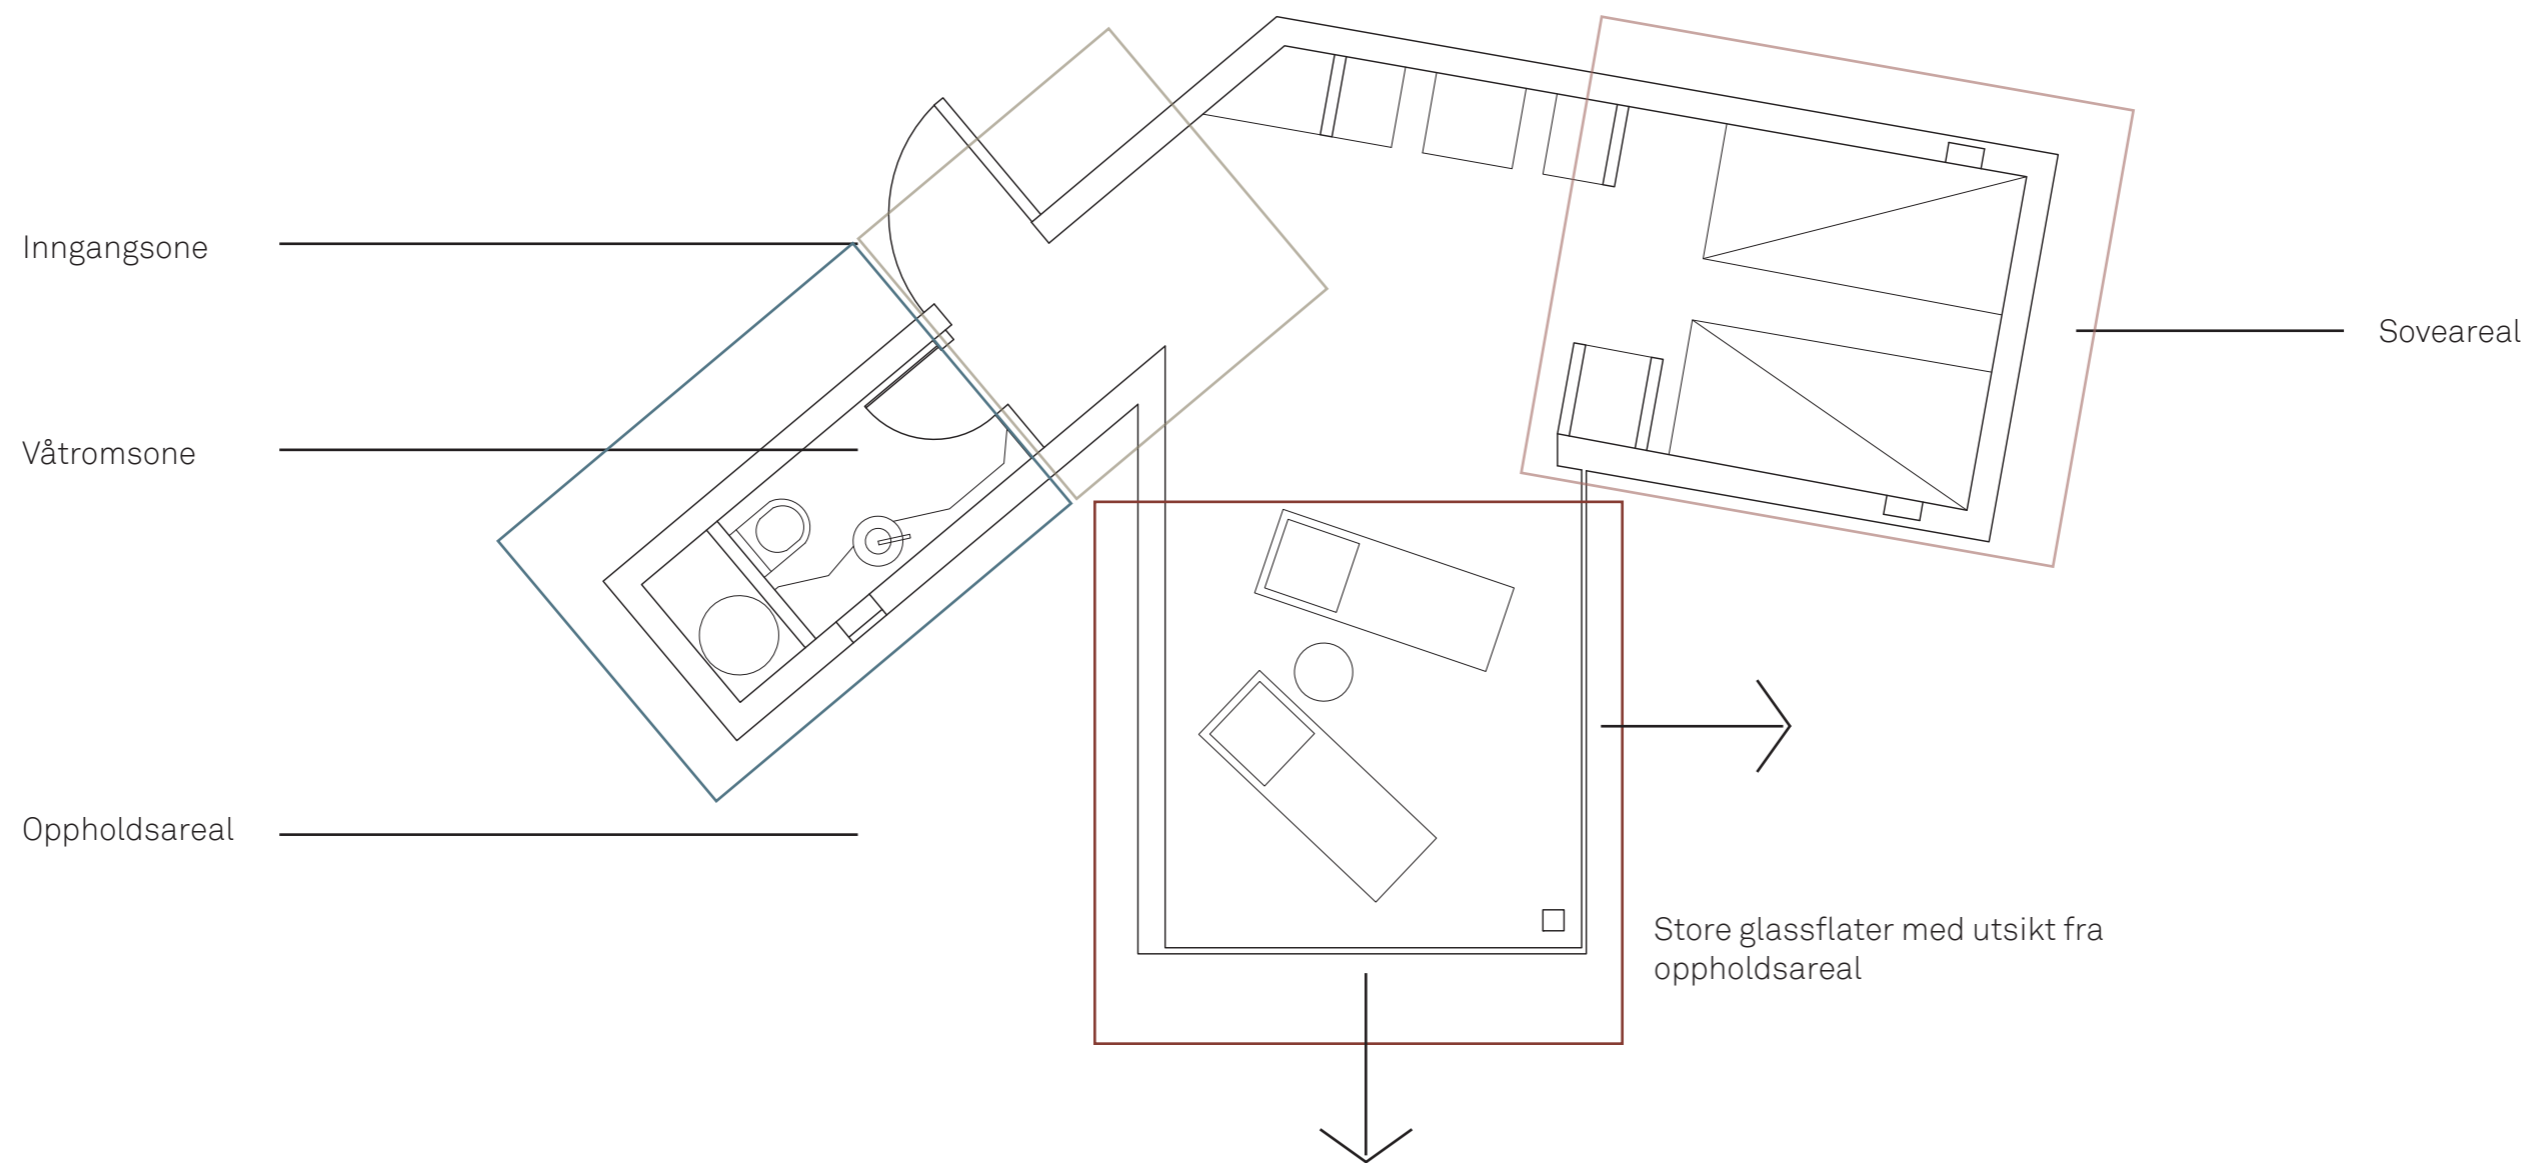 Inngangsone
Soveareal
Våtromsone
Oppholdsareal
Store glassflater med utsikt fra
oppholdsareal